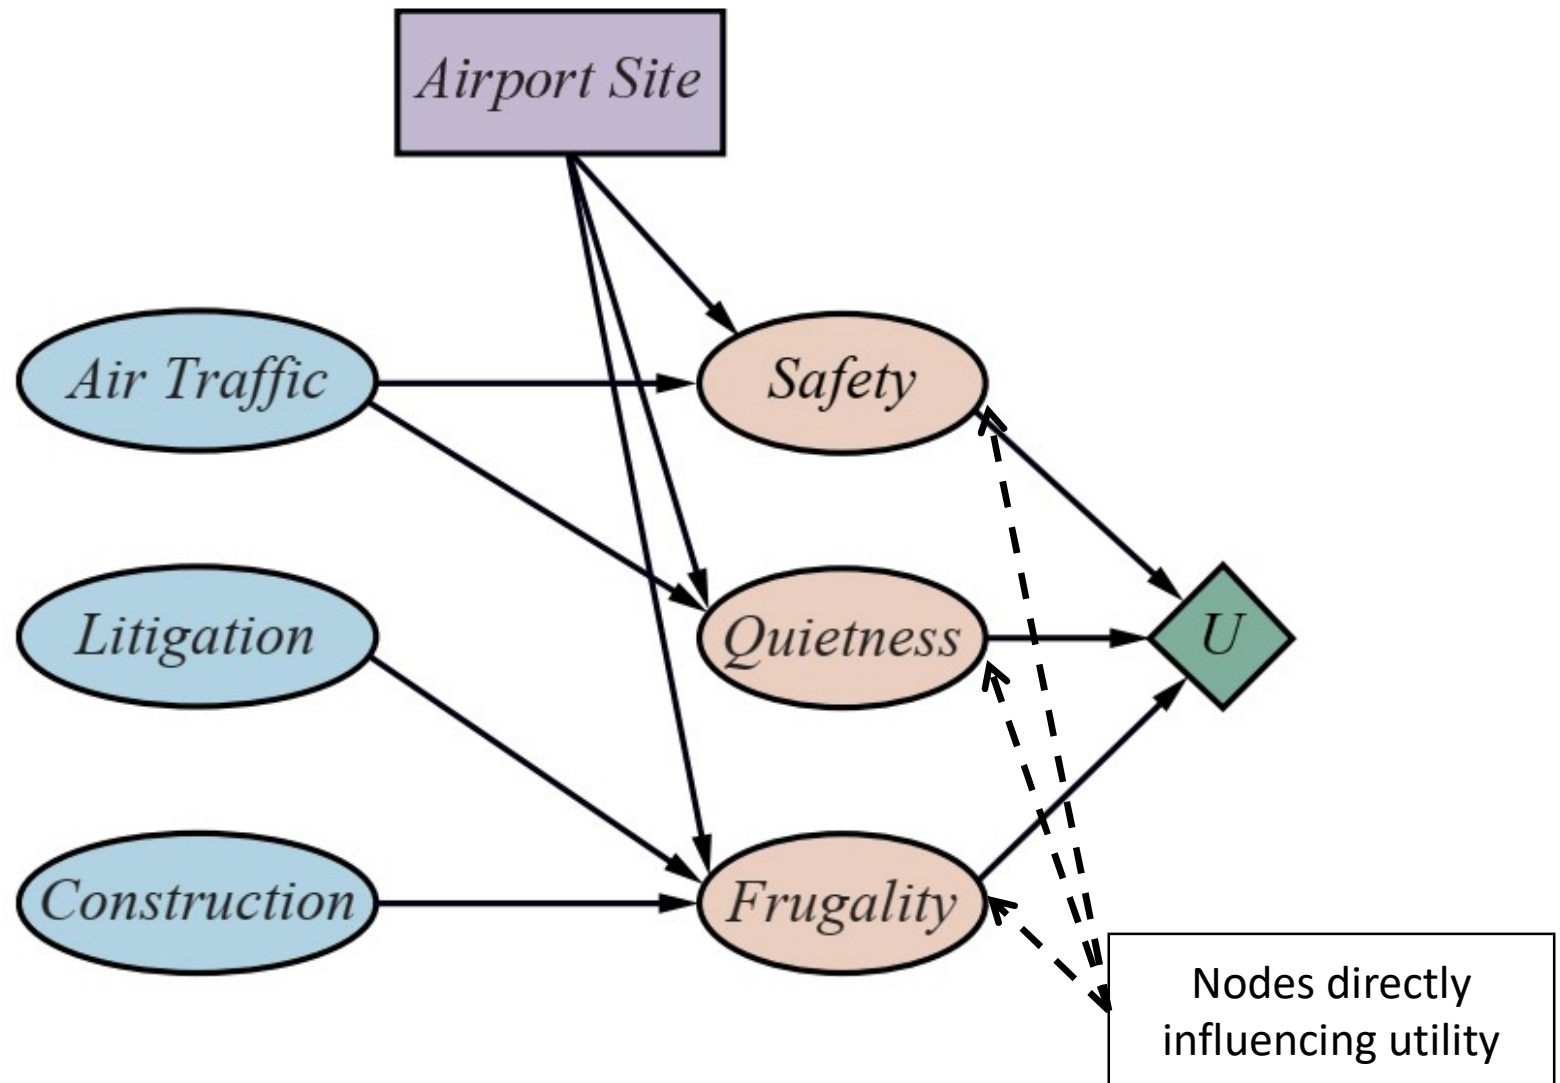 Airport Site
Air Traffic
Safety
Litigation
Quietness
U
Construction
Frugality
Nodes directly
influencing utility